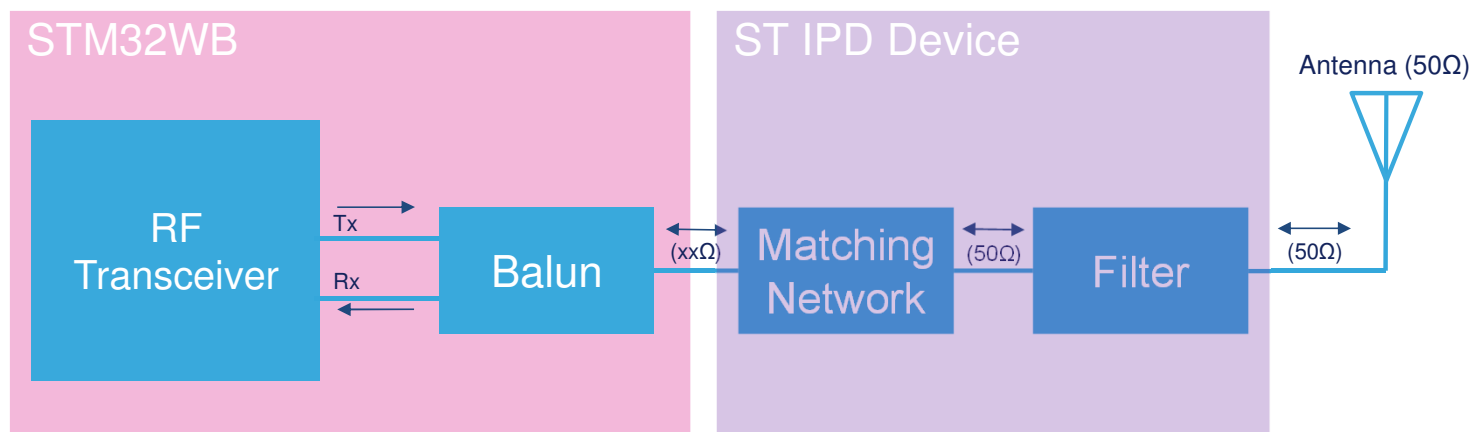 STM32WB
ST IPD Device
Antenna (50Ω)
RF
Transceiver
Tx
Rx
Balun
(xxΩ)
Matching
Network
(50Ω)
Filter
(50Ω)